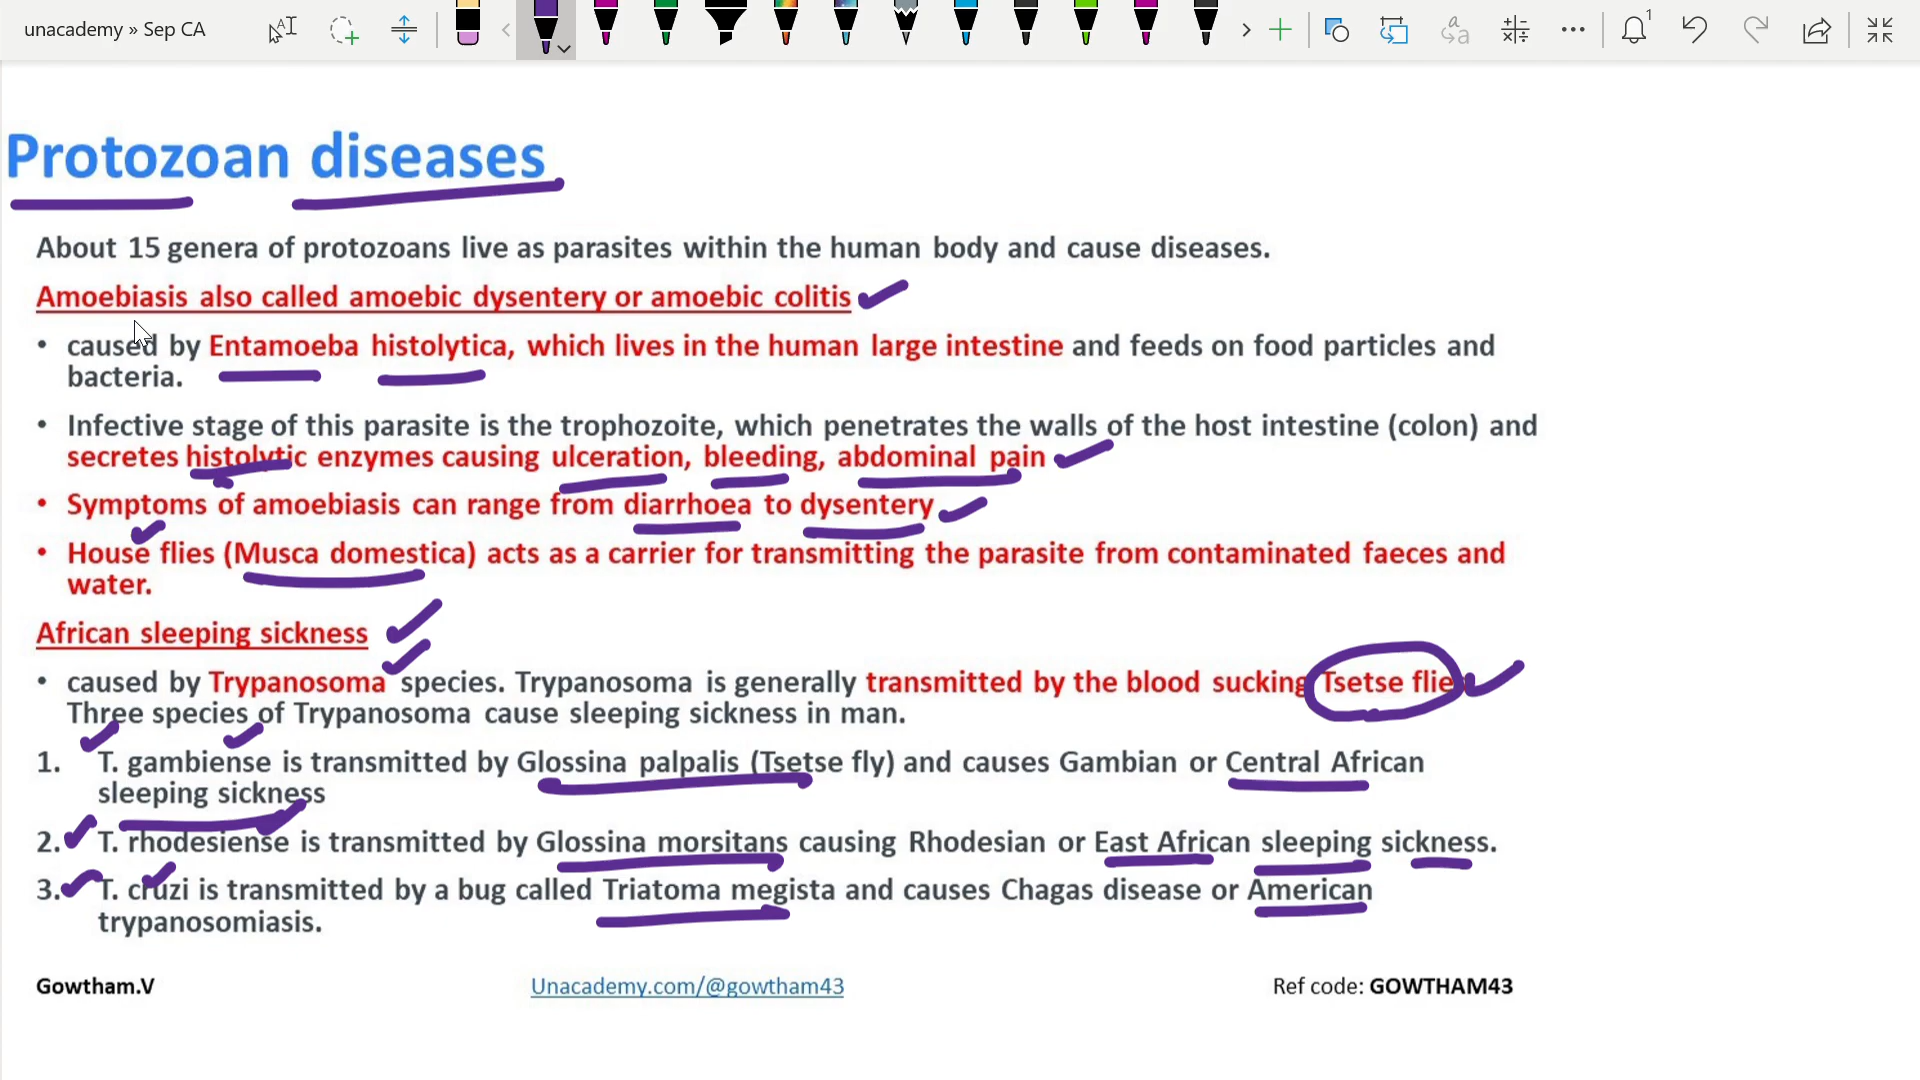 unacademy » Sep CA
Protozoan diseases
About 15 genera of protozoans live as parasites within the human body and cause diseases.
Amoebiasis also called amoebic dysentery or amoebic colitis
• caused by Entamoeba histolytica, which lives in the human large intestine and feeds on food particles and
bacteria.
• Infective stage of this parasite is the trophozoite, which penetrates the walls of the host intestine (colon) and
secretes histolytic enzymes causing ulceration, bleeding, abdominal pain
• Symptoms of amoebiasis can range from diarrhoea to dysentery
• House flies (Musca domestica) acts as a carrier for transmitting the parasite from contaminated faeces and
water.
African sleeping sickness
• caused by Trypanosoma species. Trypanosoma is generally transmitted by the blood sucking Tsetse flie
Three species of Trypanosoma cause sleeping sickness in man.
1. T. gambiense is transmitted by Glossina palpalis (Tsetse fly) and causes Gambian or Central African
sleeping sickness
2. T. rhodesiense is transmitted by Glossina morsitans causing Rhodesian or East African sleeping sickness.
3. T. cruzi is transmitted by a bug called Triatoma megista and causes Chagas disease or American
trypanosomiasis.
Gowtham.V
Unacademy.com/@gowtham43
Ref code: GOWTHAM43